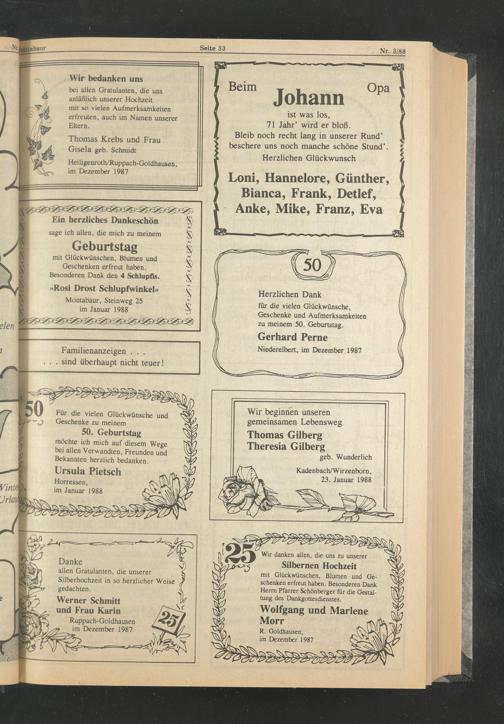 Seite 33
Nr. 3/88
Wir bedanken uns
bei allen Gratulanten, die uns
anläßlich unserer Hochzeit
mit so vielen Aufmerksamkeiten
erfreuten, auch im Namen unserer
Eltern.
Thomas Krebs und Frau
Gisela geb. Schmidt
Heiligenroth/Ruppach-Goldhausen,
im Dezember 1987
Ein herzliches Dankeschön
sage ich allen, die mich zu meinem
Geburtstag
mit Glückwünschen, Blumen und
Geschenken erfreut haben.
Besonderen Dank den 4 Schlupfis.
»Rosi Drost Schlupfwinkel«
Montabaur, Steinweg 25
im Januar 1988
Familienanzeigen . . .
. . . sind überhaupt nicht teuer!
50
Für die vielen Glückwünsche und
Geschenke zu meinem
50. Geburtstag
möchte ich mich auf diesem Wege
bei allen Verwandten, Freunden und
Bekannten herzlich bedanken.
Ursula Pietsch
Horressen,
im Januar 1988
Danke
allen Gratulanten, die unserer
Silberhochzeit in so herzlicher Weise
gedachten.
Werner Schmitt
und Frau Karin
Ruppach-Goldhausen
im Dezember 1987
25
Beim Opa
Johann
ist was los,
71 Jahr' wird er bloß.
Bleib noch recht lang in unserer Rund'
beschere uns noch manche schöne Stund'.
Herzlichen Glückwunsch
Loni, Hannelore, Günther,
Bianca, Frank, Detlef,
Anke, Mike, Franz, Eva
50
Herzlichen Dank
für die vielen Glückwünsche,
Geschenke und Aufmerksamkeiten
zu meinem 50. Geburtstag.
Gerhard Perne
Niederelbert, im Dezember 1987
Wir beginnen unseren
gemeinsamen Lebensweg
Thomas Gilberg
Theresia Gilberg
geb. Wunderlich
Kadenbach/Wirzenborn,
23. Januar 1988
25
Wir danken allen, die uns zu unserer
Silbernen Hochzeit
mit Glückwünschen, Blumen und Ge-
schenken erfreut haben. Besonderen Dank
Herrn Pfarrer Schönberger für die Gestal-
tung des Dankgottesdienstes.
Wolfgang und Marlene
Morr
R. Goldhausen,
im Dezember 1987